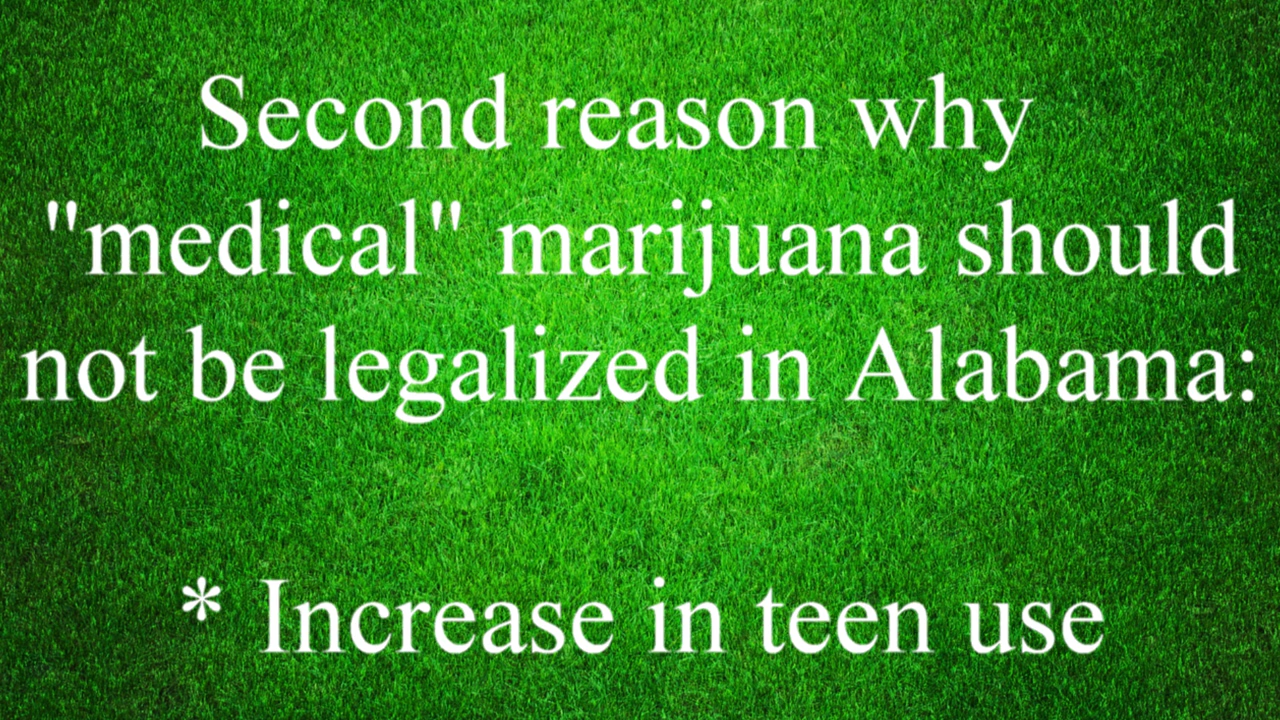 Second reason why
"medical" marijuana should
not be legalized in Alabama:
* Increase in teen use